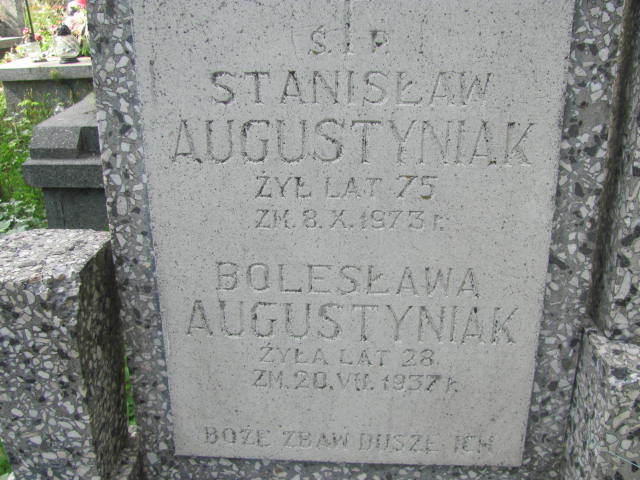 Ś.P.
STANISŁAW
AUGUSTYNIAK
ŻYŁ LAT 75
ZM. 8.X.1973 r.
BOLESŁAWA
AUGUSTYNIAK
ŻYŁA LAT 28
ZM. 20.VII.1937 r.
BOŻE ZBAW DUSZE ICH